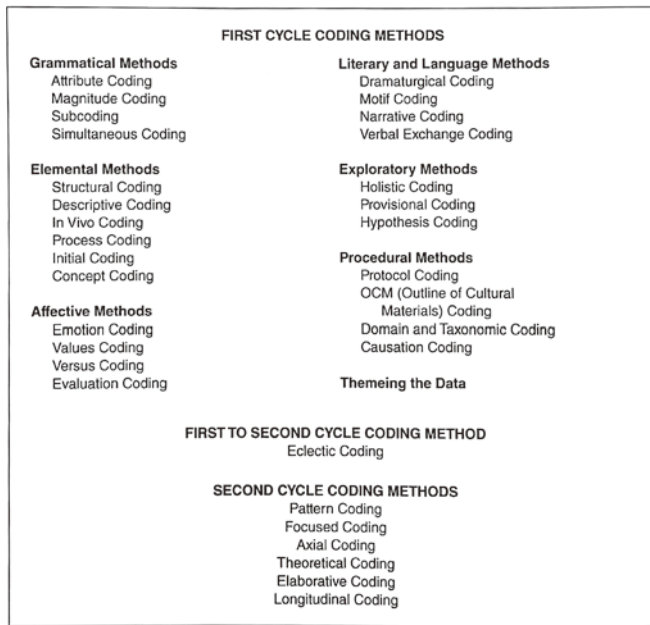 FIRST CYCLE CODING METHODS
Grammatical Methods
Attribute Coding
Magnitude Coding
Subcoding
Simultaneous Coding
Elemental Methods
Structural Coding
Descriptive Coding
In Vivo Coding
Process Coding
Initial Coding
Concept Coding
Affective Methods
Emotion Coding
Values Coding
Versus Coding
Evaluation Coding
Literary and Language Methods
Dramaturgical Coding
Motif Coding
Narrative Coding
Verbal Exchange Coding
Exploratory Methods
Holistic Coding
Provisional Coding
Hypothesis Coding
Procedural Methods
Protocol Coding
OCM (Outline of Cultural
Materials) Coding
Domain and Taxonomic Coding
Causation Coding
Themeing the Data
FIRST TO SECOND CYCLE CODING METHOD
Eclectic Coding
SECOND CYCLE CODING METHODS
Pattern Coding
Focused Coding
Axial Coding
Theoretical Coding
Elaborative Coding
Longitudinal Coding